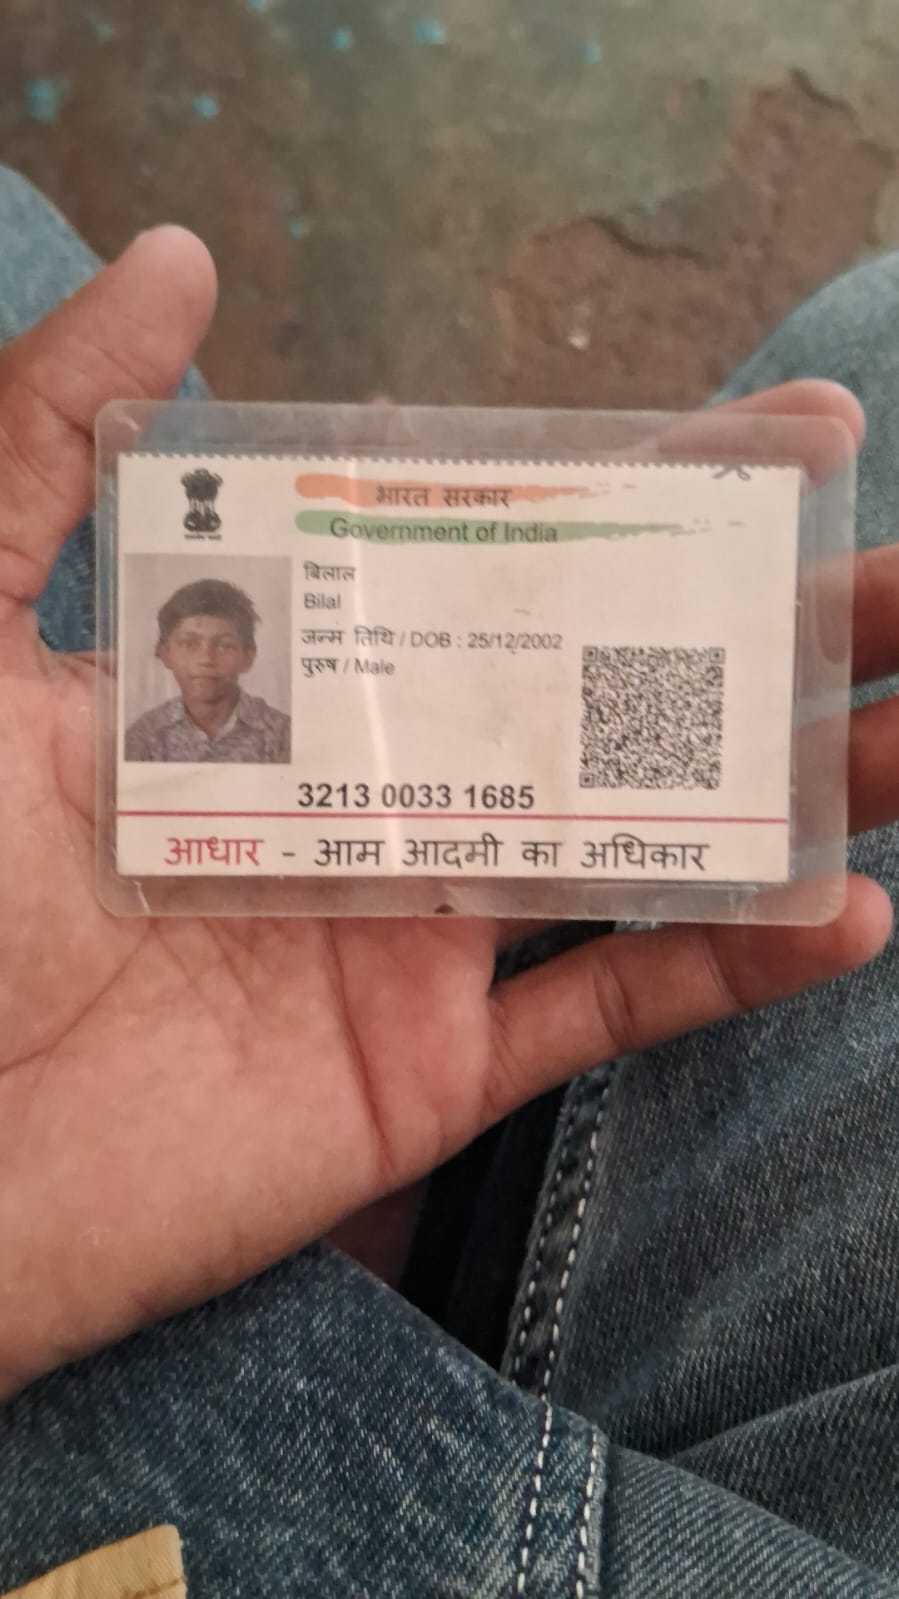 भारत सरकार
Government of India
बिलाल
Bilal
जन्म तिथि / DOB : 25/12/2002
पुरुष / Male
3213 0033 1685
आधार - आम आदमी का अधिकार